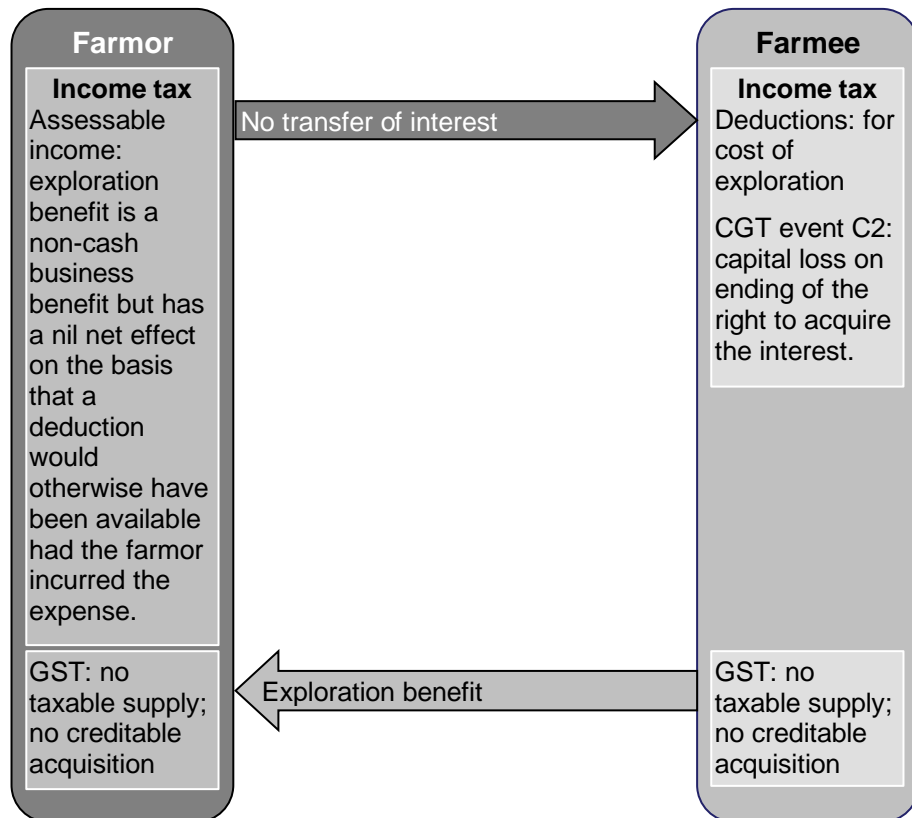 Farmor
Income tax
Assessable
income:
exploration
benefit is a
non-cash
business
benefit but has
a nil net effect
on the basis
that a
deduction
would
otherwise have
been available
had the farmor
incurred the
expense.
GST: no
taxable supply;
no creditable
acquisition
No transfer of interest
Exploration benefit
Farmee
Income tax
Deductions: for
cost of
exploration
CGT event C2:
capital loss on
ending of the
right to acquire
the interest.
GST: no
taxable supply;
no creditable
acquisition